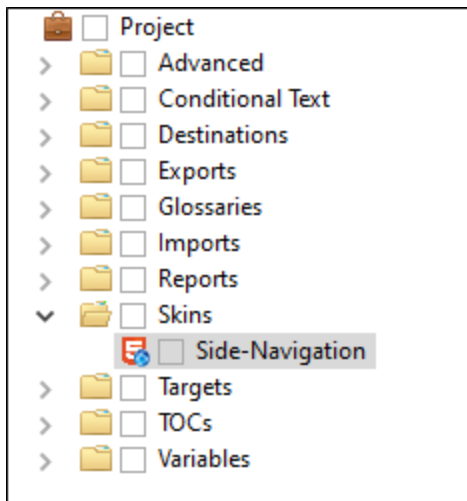 Project
Advanced
Conditional Text
Destinations
Exports
Glossaries
Imports
Reports
Skins
Side-Navigation
Targets
TOCs
Variables